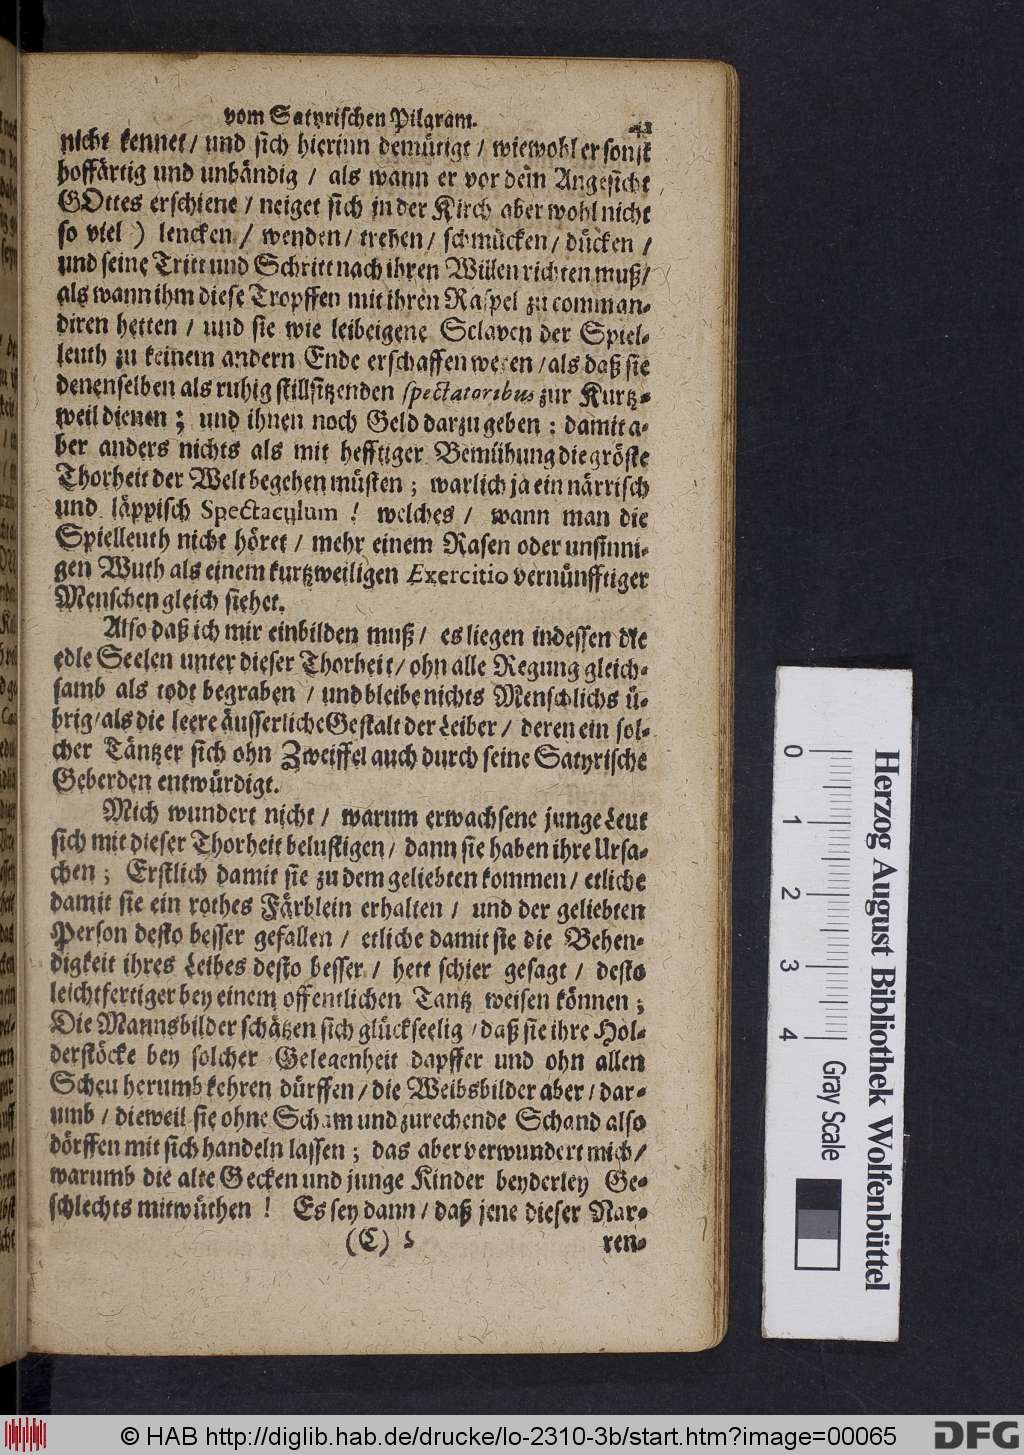 vom Satyrischen Pilgram.
nicht kennet / und sich hierinn demütigt / wiewohl er sonst
hoffärtig und unbändig / als wann er vor dem Angesicht
GOttes erschiene / neiget sich in der Kirch aber wohl nicht
so viel ) lencken / wenden / trehen / schmücken / dücken /
und seine Tritt und Schritt nach ihren Willen richten muß /
als wann ihm diese Tropffen mit ihren Raspel zu comman-
diren hetten / und sie wie leibeigene Sclaven der Spiel-
leuth zu keinem andern Ende erschaffen weren / als daß sie
denenselben als ruhig stillsitzenden spectatoribus zur Kurtz-
weil dienen ; und ihnen noch Geld darzu geben : damit a-
ber anders nichts als mit hefftiger Bemühung die gröste
Thorheit der Welt begehen müsten ; warlich ja ein närrisch
und läppisch Spectaculum ! welches / wann man die
Spielleuth nicht höret / mehr einem Rasen oder unsinni-
gen Wuth als einem kurtzweiligen Exercitio vernünfftiger
Menschen gleich siehet.
Also daß ich mir einbilden muß / es liegen indessen die
edle Seelen unter dieser Thorheit / ohn alle Regung gleich-
samb als todt begraben / und bleibe nichts Menschlichs ü-
brig / als die leere äusserliche Gestalt der Leiber / deren ein sol-
cher Täntzer sich ohn Zweiffel auch durch seine Satyrische
Geberden entwürdigt.
Mich wundert nicht / warum erwachsene junge Leut
sich mit dieser Thorheit belustigen / dann sie haben ihre Ursa-
chen ; Erstlich damit sie zu dem geliebten kommen / etliche
damit sie ein rothes Färblein erhalten / und der geliebten
Person desto besser gefallen / etliche damit sie die Behen-
digkeit ihres Leibes desto besser / hett schier gesagt / desto
leichtfertiger bey einem offentlichen Tantz weisen können ;
Die Mannsbilder schätzen sich glückseelig / daß sie ihre Hol-
derstöcke bey solcher Gelegenheit dapffer und ohn allen
Scheu herumb kehren dürffen / die Weibsbilder aber / dar-
umb / dieweil sie ohne Scham und zurechende Schand also
dörffen mit sich handeln lassen ; das aber verwundert mich /
warumb die alte Gecken und junge Kinder beyderley Ge-
schlechts mitwüthen ! Es sey dann / daß jene dieser Nar-
(C) ren-
0 1 2 3 4 Gray Scale
Herzog August Bibliothek Wolfenbüttel
© HAB http://diglib.hab.de/drucke/lo-2310-3b/start.htm?image=00065
DFG